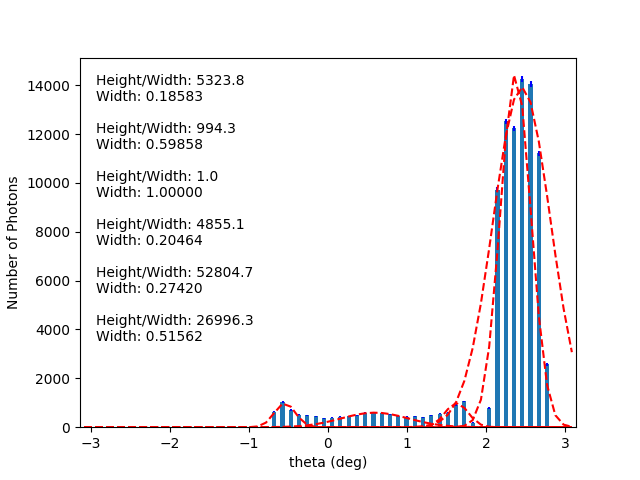 Height/Width: 5323.8
Width: 0.18583
Height/Width: 994.3
Width: 0.59858
Height/Width: 1.0
Width: 1.00000
Height/Width: 4855.1
Width: 0.20464
Height/Width: 52804.7
Width: 0.27420
Height/Width: 26996.3
Width: 0.51562
Number of Photons
14000
12000
10000
8000
6000
4000
2000
0
−3 −2 −1 0 1 2 3
theta (deg)